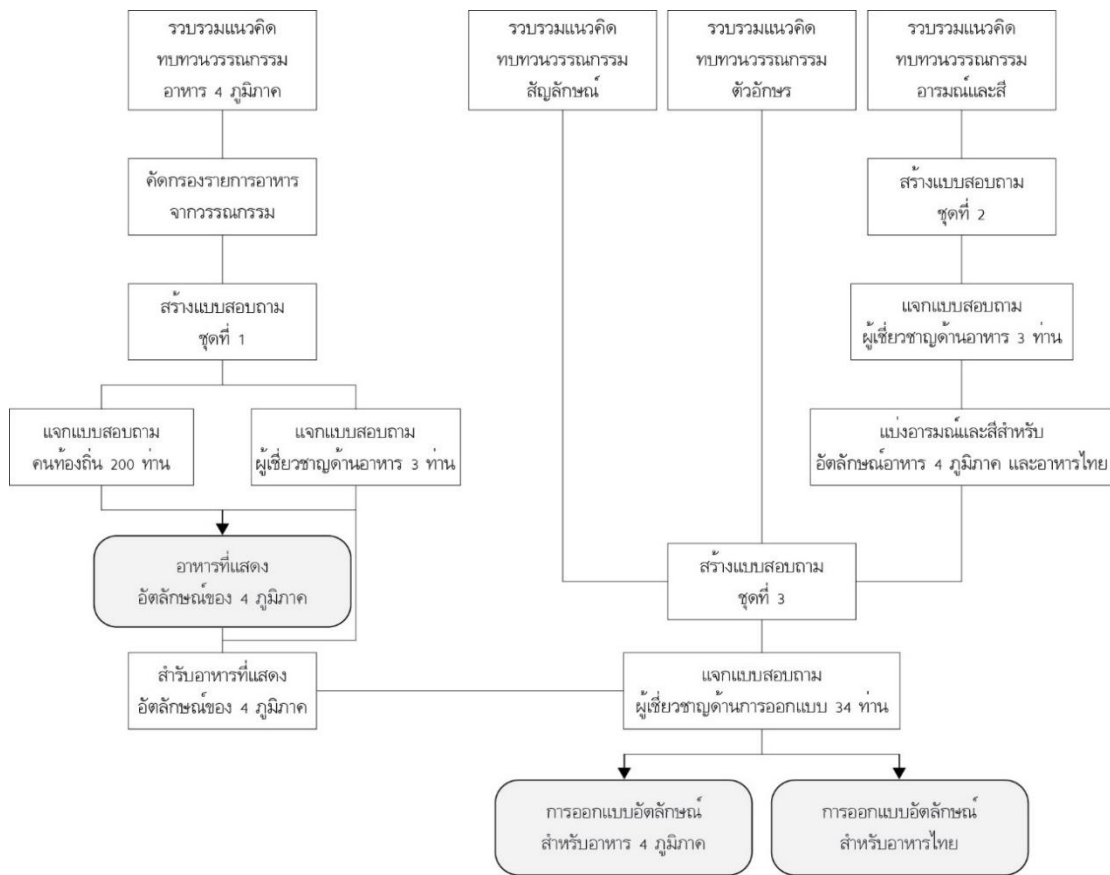 รวบรวมแนวคิด
ทบทวนวรรณกรรม
อาหาร 4 ภูมิภาค
รวบรวมแนวคิด
ทบทวนวรรณกรรม
สัญลักษณ์
รวบรวมแนวคิด
ทบทวนวรรณกรรม
ตัวอักษร
รวบรวมแนวคิด
ทบทวนวรรณกรรม
อารมณ์และสี
คัดกรองรายการอาหาร
จากวรรณกรรม
สร้างแบบสอบถาม
ชุดที่ 2
สร้างแบบสอบถาม
ชุดที่ 1
แจกแบบสอบถาม
ผู้เชี่ยวชาญด้านอาหาร 3 ท่าน
แจกแบบสอบถาม
คนท้องถิ่น 200 ท่าน
แจกแบบสอบถาม
ผู้เชี่ยวชาญด้านอาหาร 3 ท่าน
แบ่งอารมณ์และสีสำหรับ
อัตลักษณ์อาหาร 4 ภูมิภาค และอาหารไทย
อาหารที่แสดง
อัตลักษณ์ของ 4 ภูมิภาค
สร้างแบบสอบถาม
ชุดที่ 3
สำรับอาหารที่แสดง
อัตลักษณ์ของ 4 ภูมิภาค
แจกแบบสอบถาม
ผู้เชี่ยวชาญด้านการออกแบบ 34 ท่าน
การออกแบบอัตลักษณ์
สำหรับอาหาร 4 ภูมิภาค
การออกแบบอัตลักษณ์
สำหรับอาหารไทย